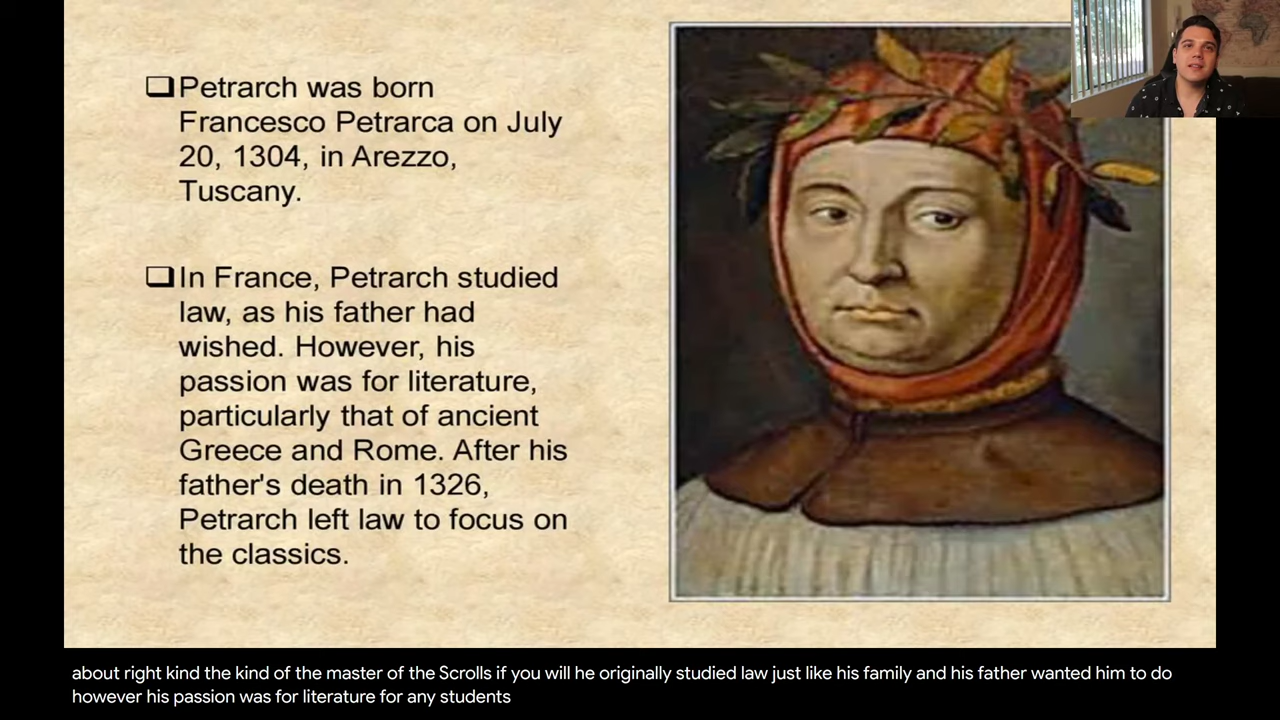 Petrarch was born
Francesco Petrarca on July
20, 1304, in Arezzo,
Tuscany.
In France, Petrarch studied
law, as his father had
wished. However, his
passion was for literature,
particularly that of ancient
Greece and Rome. After his
father's death in 1326,
Petrarch left law to focus on
the classics.
about right kind the kind of the master of the Scrolls if you will he originally studied law just like his family and his father wanted him to do
however his passion was for literature for any students